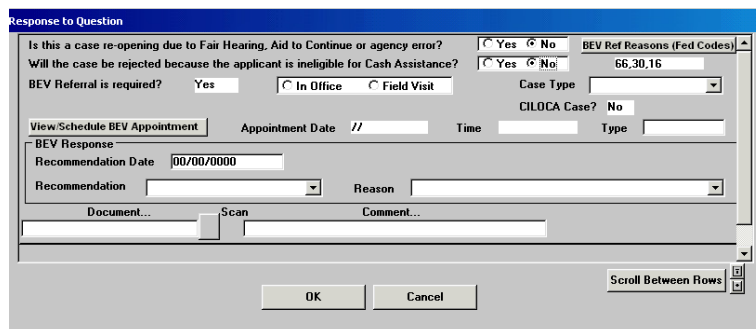 Response to Question
Is this a case re-opening due to Fair Hearing, Aid to Continue or agency error? Yes No BEV Ref Reasons (Fed Codes)
Will the case be rejected because the applicant is ineligible for Cash Assistance? Yes No 66,30,16
BEV Referral is required? Yes In Office Field Visit Case Type
CILOCA Case? No
View/Schedule BEV Appointment Appointment Date // Time Type
BEV Response
Recommendation Date 00/00/0000
Recommendation Reason
Document... Scan Comment...
Scroll Between Rows
OK Cancel